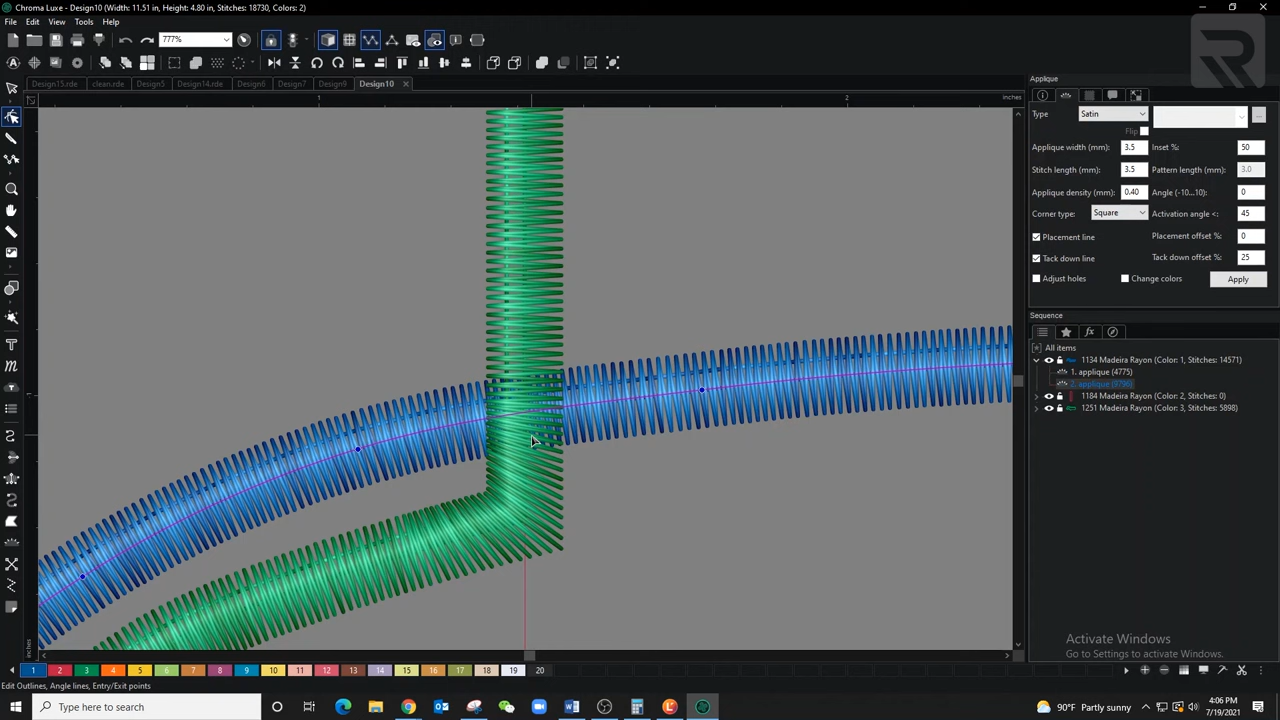 Chroma Luxe - Design10 (Width: 11.51 in, Height: 4.80 in, Stitches: 18730, Colors: 2)
File Edit View Tools Help
777%
Design15.rde clean.rde Design5 Design14.rde Design6 Design7 Design9 Design10
1 2 inches
Applique
Type Satin
Flip
Applique width (mm): 3.5 Inset %: 50
Stitch length (mm): 3.5 Pattern length (mm): 3.0
Applique density (mm): 0.40 Angle (-10...10): 0
Corner type: Square Activation angle <: 45
Placement line Placement offset %: 0
Tack down line Tack down offset %: 25
Adjust holes Change colors Apply
Sequence
All items
1134 Madeira Rayon (Color: 1, Stitches: 14571)
1. applique (4775)
2. applique (9796)
1184 Madeira Rayon (Color: 2, Stitches: 0)
1251 Madeira Rayon (Color: 3, Stitches: 5898)
Activate Windows
Go to Settings to activate Windows.
inches
1 2 3 4 5 6 7 8 9 10 11 12 13 14 15 16 17 18 19 20
Edit Outlines, Angle lines, Entry/Exit points
Type here to search
90°F Partly sunny
4:06 PM
7/19/2021